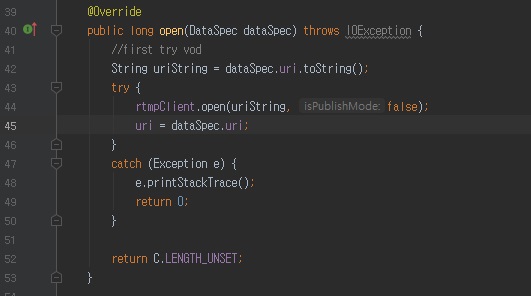 39 @Override
40 public long open(DataSpec dataSpec) throws IOException {
41 //first try vod
42 String uriString = dataSpec.uri.toString();
43 try {
44 rtmpClient.open(uriString, isPublishMode: false);
45 uri = dataSpec.uri;
46 }
47 catch (Exception e) {
48 e.printStackTrace();
49 return 0;
50 }
51
52 return C.LENGTH_UNSET;
53 }